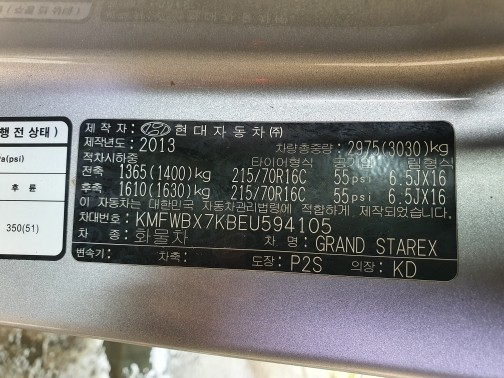 행 전 상태)
a(psi)
후 륜
350(51)
제 작 자: 현대자동차㈜
제작년도: 2013 차량총중량: 2975(3030)kg
적차시하중 타이어형식 공기압 림형식
전축 1365(1400)kg 215/70R16C 55psi 6.5JX16
후축 1610(1630)kg 215/70R16C 55psi 6.5JX16
이 자동차는 대한민국 자동차관리법령에 적합하게 제작되었음.
차대번호: KMFWBX7KBEU594105
차 종: 화물차 차 명: GRAND STAREX
변속기: 차축: 도장: P2S 의장: KD